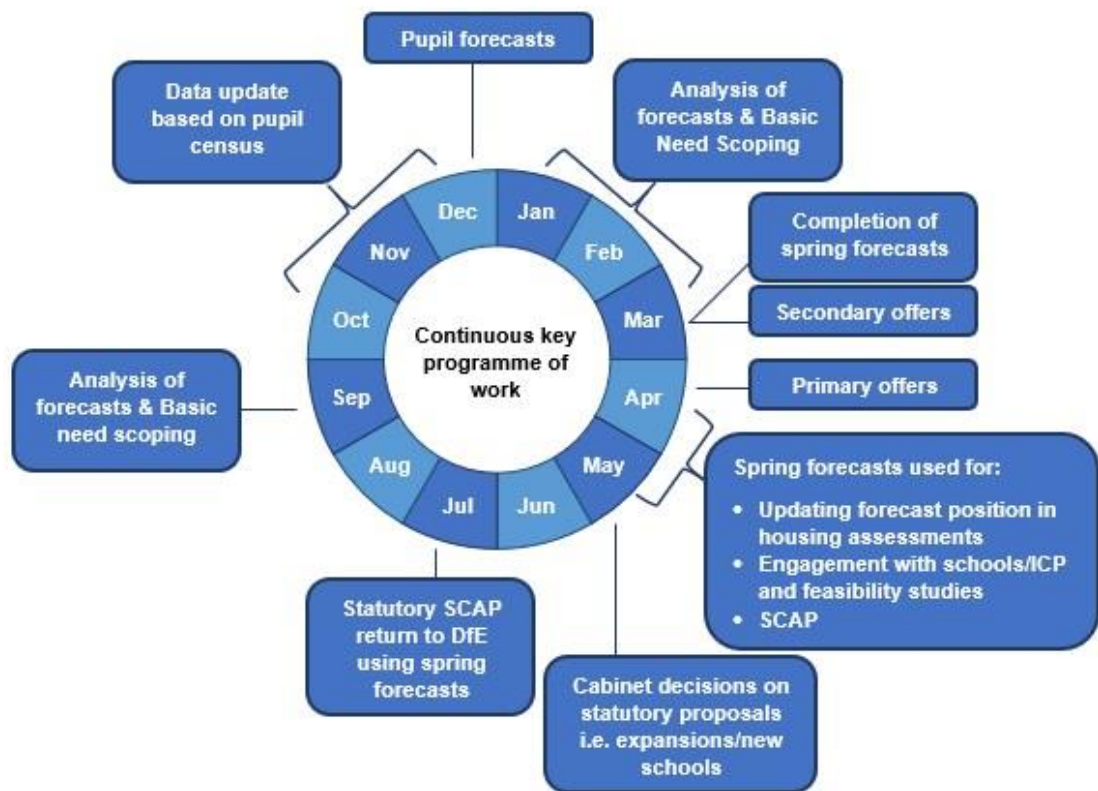 Pupil forecasts
Data update
based on pupil
census
Analysis of
forecasts & Basic
Need Scoping
Completion of
spring forecasts
Secondary offers
Primary offers
Spring forecasts used for:
• Updating forecast position in
housing assessments
• Engagement with schools/ICP
and feasibility studies
• SCAP
Cabinet decisions on
statutory proposals
i.e. expansions/new
schools
Statutory SCAP
return to DfE
using spring
forecasts
Analysis of
forecasts & Basic
need scoping
Jan
Feb
Mar
Apr
May
Jun
Jul
Aug
Sep
Oct
Nov
Dec
Continuous key
programme of
work